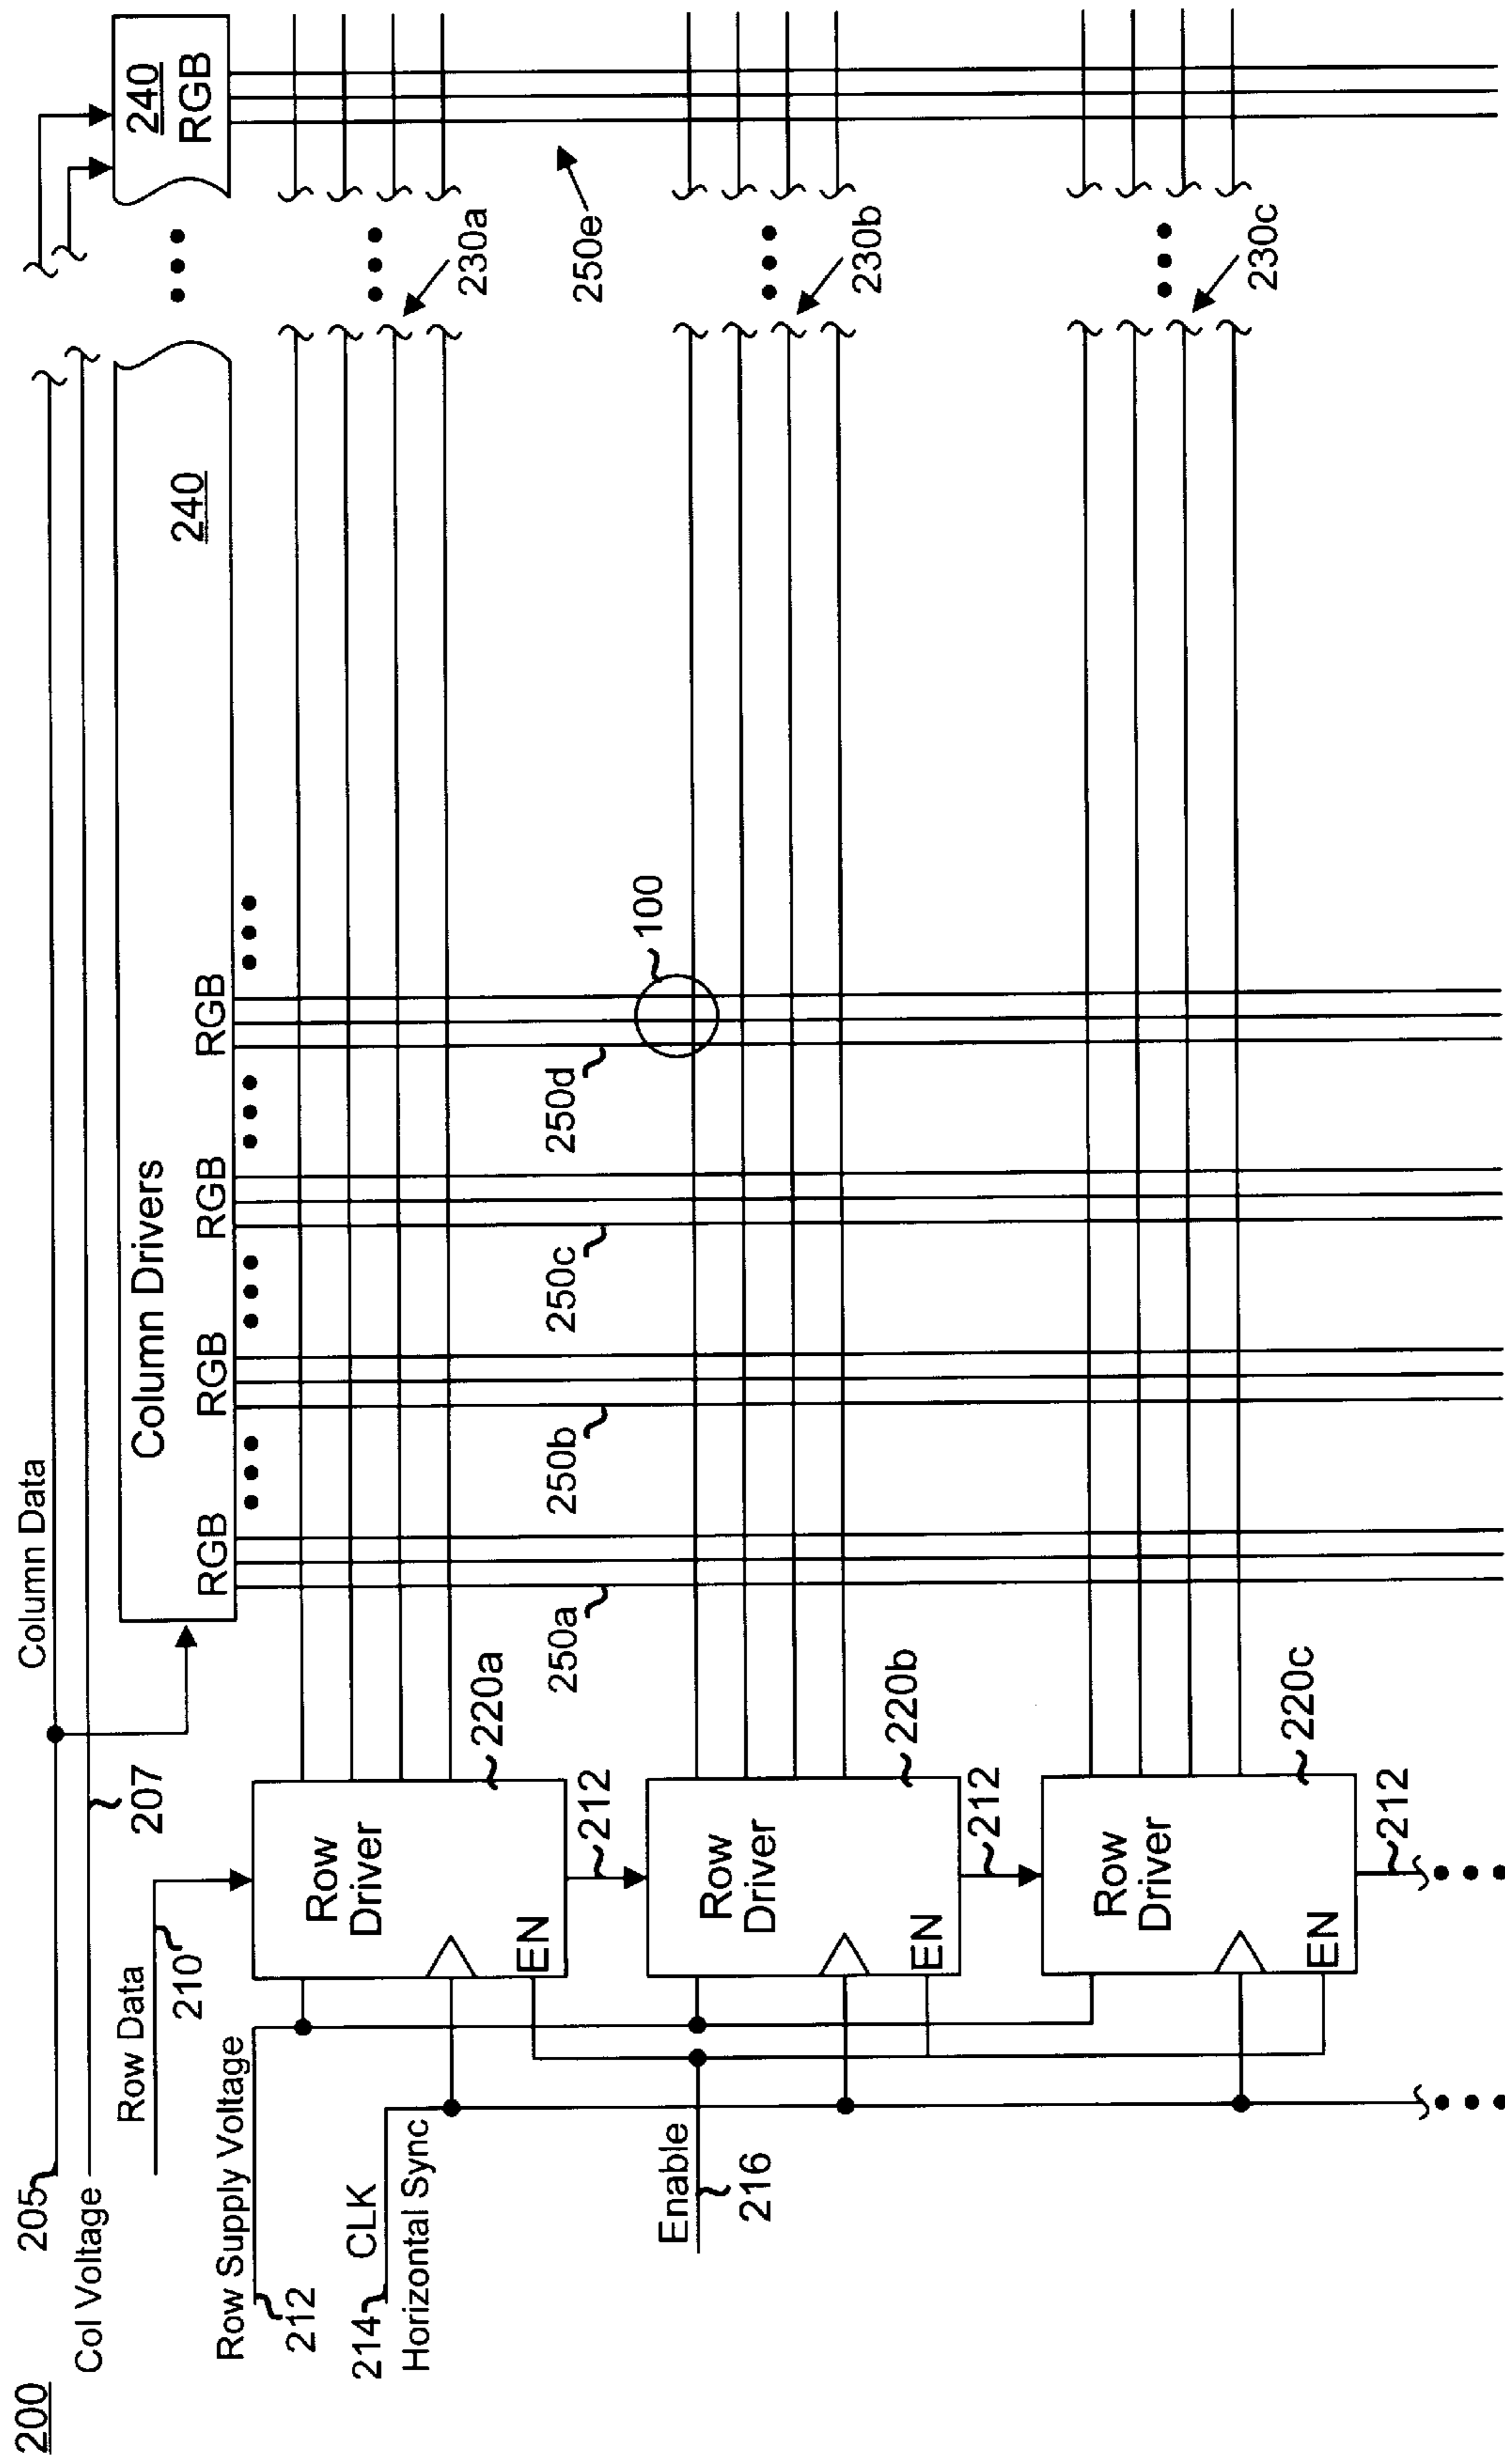 200
205
Column Data
Col Voltage
207
Column Drivers
240
240
RGB
RGB
RGB
RGB
RGB
Row Data
210
Row Supply Voltage
212
214
CLK
Horizontal Sync
Enable
216
Row
Driver
EN
220a
212
Row
Driver
EN
220b
212
Row
Driver
EN
220c
212
230a
230b
230c
250a
250b
250c
250d
250e
100